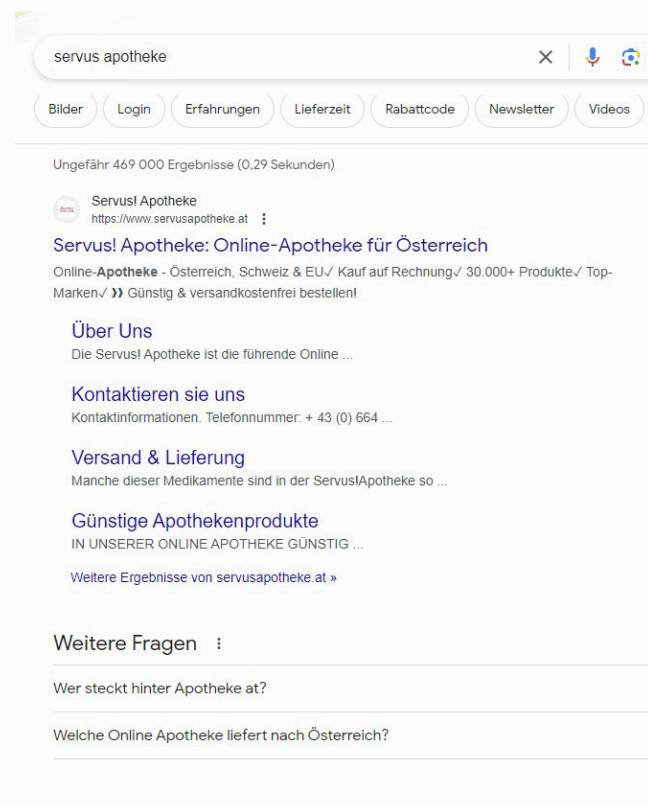 servus apotheke
Bilder Login Erfahrungen Lieferzeit Rabattcode Newsletter Videos
Ungefähr 469 000 Ergebnisse (0,29 Sekunden)
Servus! Apotheke
https://www.servusapotheke.at
Servus! Apotheke: Online-Apotheke für Österreich
Online-Apotheke - Österreich, Schweiz & EU✓ Kauf auf Rechnung✓ 30.000+ Produkte✓ Top-
Marken✓ ⟫ Günstig & versandkostenfrei bestellen!
Über Uns
Die Servus! Apotheke ist die führende Online ...
Kontaktieren sie uns
Kontaktinformationen. Telefonnummer: + 43 (0) 664 ...
Versand & Lieferung
Manche dieser Medikamente sind in der Servus!Apotheke so ...
Günstige Apothekenprodukte
IN UNSERER ONLINE APOTHEKE GÜNSTIG ...
Weitere Ergebnisse von servusapotheke.at »
Weitere Fragen
Wer steckt hinter Apotheke at?
Welche Online Apotheke liefert nach Österreich?